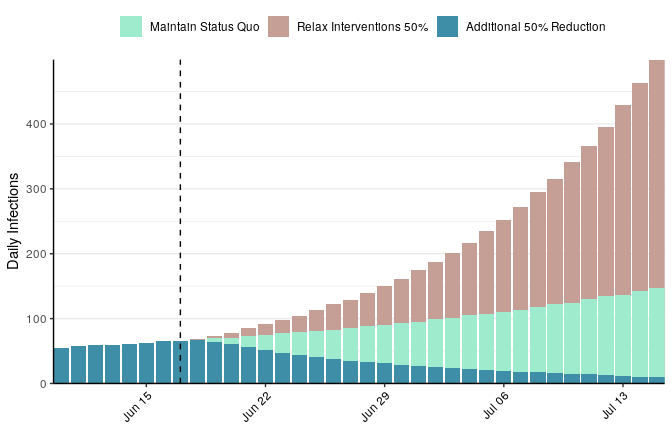 Maintain Status Quo Relax Interventions 50% Additional 50% Reduction
Daily Infections
400
300
200
100
0
Jun 15 Jun 22 Jun 29 Jul 06 Jul 13